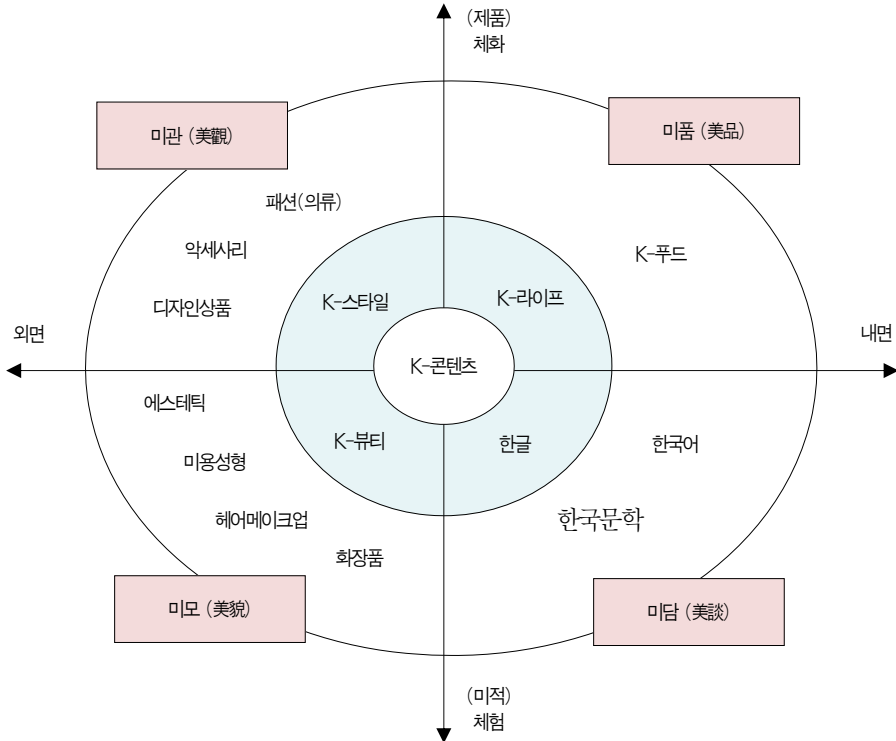 (제품)
체화
미관 (美觀)
미품 (美品)
패션(의류)
악세사리
K-푸드
디자인상품
K-스타일
K-라이프
외면
내면
K-콘텐츠
에스테틱
K-뷰티
한글
한국어
미용성형
헤어메이크업
한국문학
화장품
미모 (美貌)
미담 (美談)
(미적)
체험